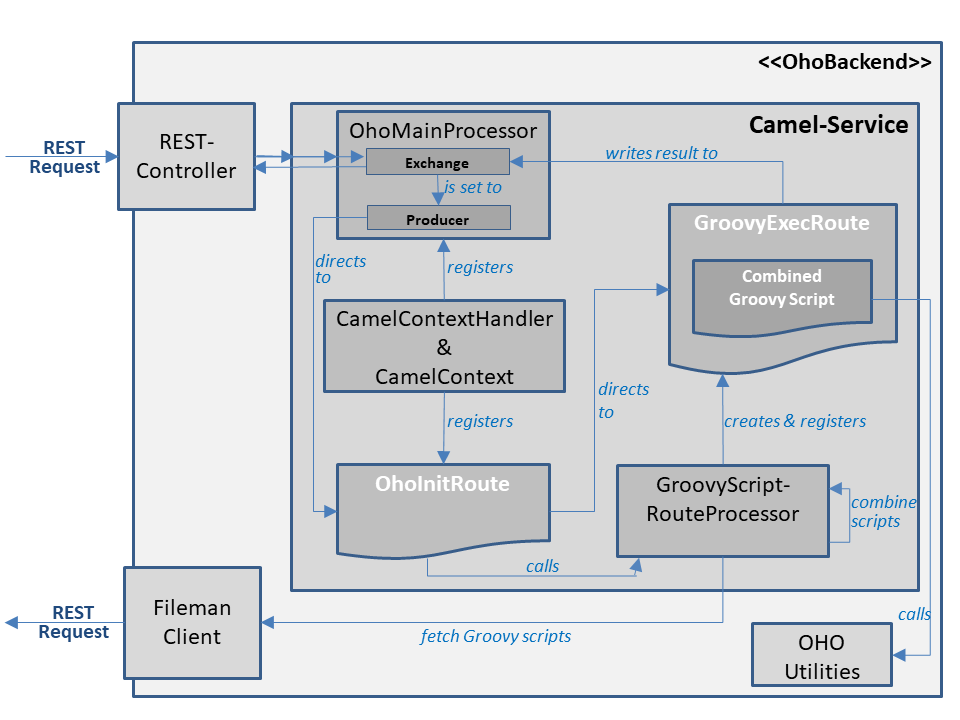 <<OhoBackend>>
Camel-Service
REST
Request
REST-
Controller
OhoMainProcessor
Exchange
is set to
Producer
writes result to
GroovyExecRoute
Combined
Groovy Script
directs
to
registers
CamelContextHandler
&
CamelContext
registers
directs
to
creates & registers
OhoInitRoute
GroovyScript-
RouteProcessor
combine
scripts
calls
REST
Request
Fileman
Client
fetch Groovy scripts
calls
OHO
Utilities